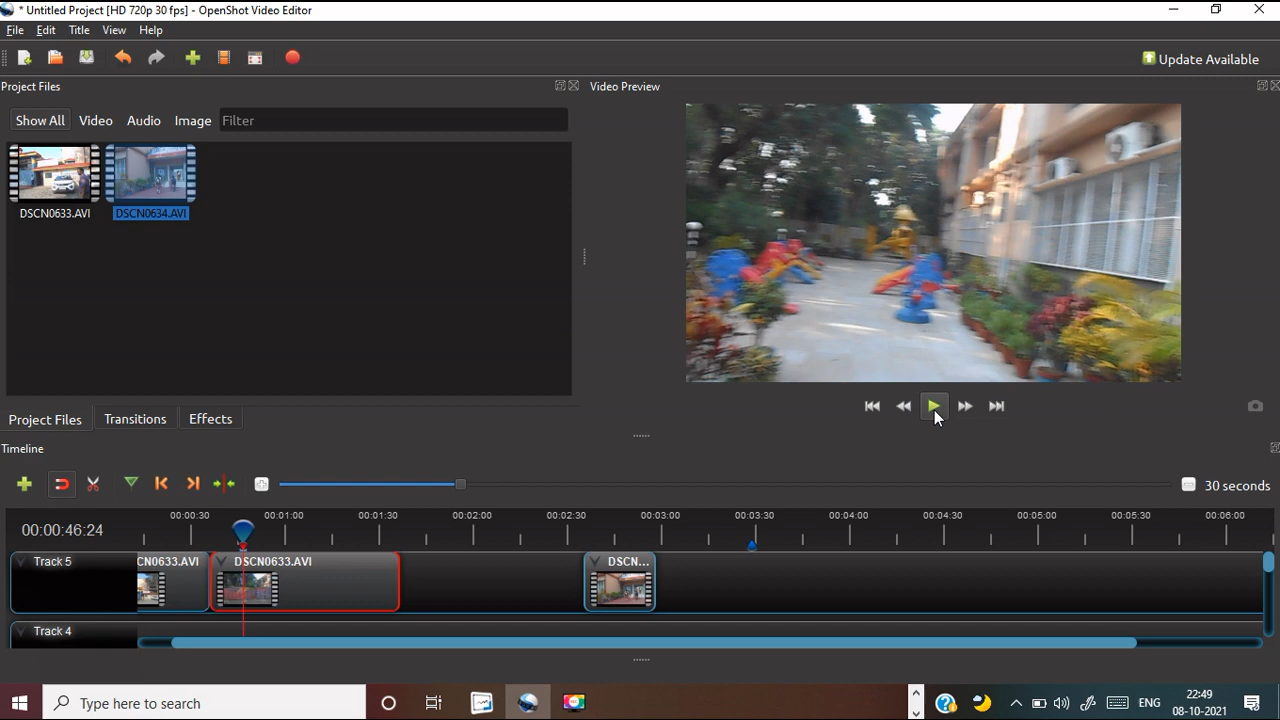 * Untitled Project [HD 720p 30 fps] - OpenShot Video Editor
File Edit Title View Help
Update Available
Project Files
Video Preview
Show All Video Audio Image Filter
DSCN0633.AVI DSCN0634.AVI
Project Files Transitions Effects
Timeline
30 seconds
00:00:46:24
00:00:30 00:01:00 00:01:30 00:02:00 00:02:30 00:03:00 00:03:30 00:04:00 00:04:30 00:05:00 00:05:30 00:06:00
Track 5 CN0633.AVI DSCN0633.AVI DSCN...
Track 4
Type here to search
ENG
22:49
08-10-2021